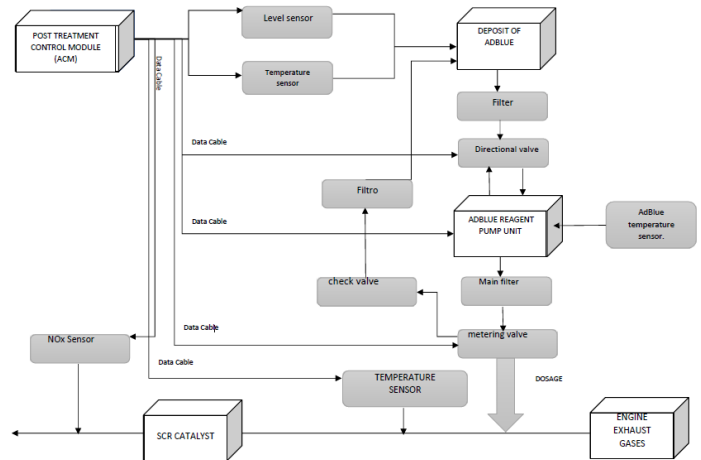 POST TREATMENT
CONTROL MODULE
(ACM)
Level sensor
Temperature
sensor
DEPOSIT OF
ADBLUE
Data Cable
Filter
Data Cable
Directional valve
Filtro
Data Cable
ADBLUE REAGENT
PUMP UNIT
AdBlue
temperature
sensor.
check valve
Main filter
Data Cable
NOx Sensor
metering valve
Data Cable
TEMPERATURE
SENSOR
DOSAGE
SCR CATALYST
ENGINE
EXHAUST
GASES